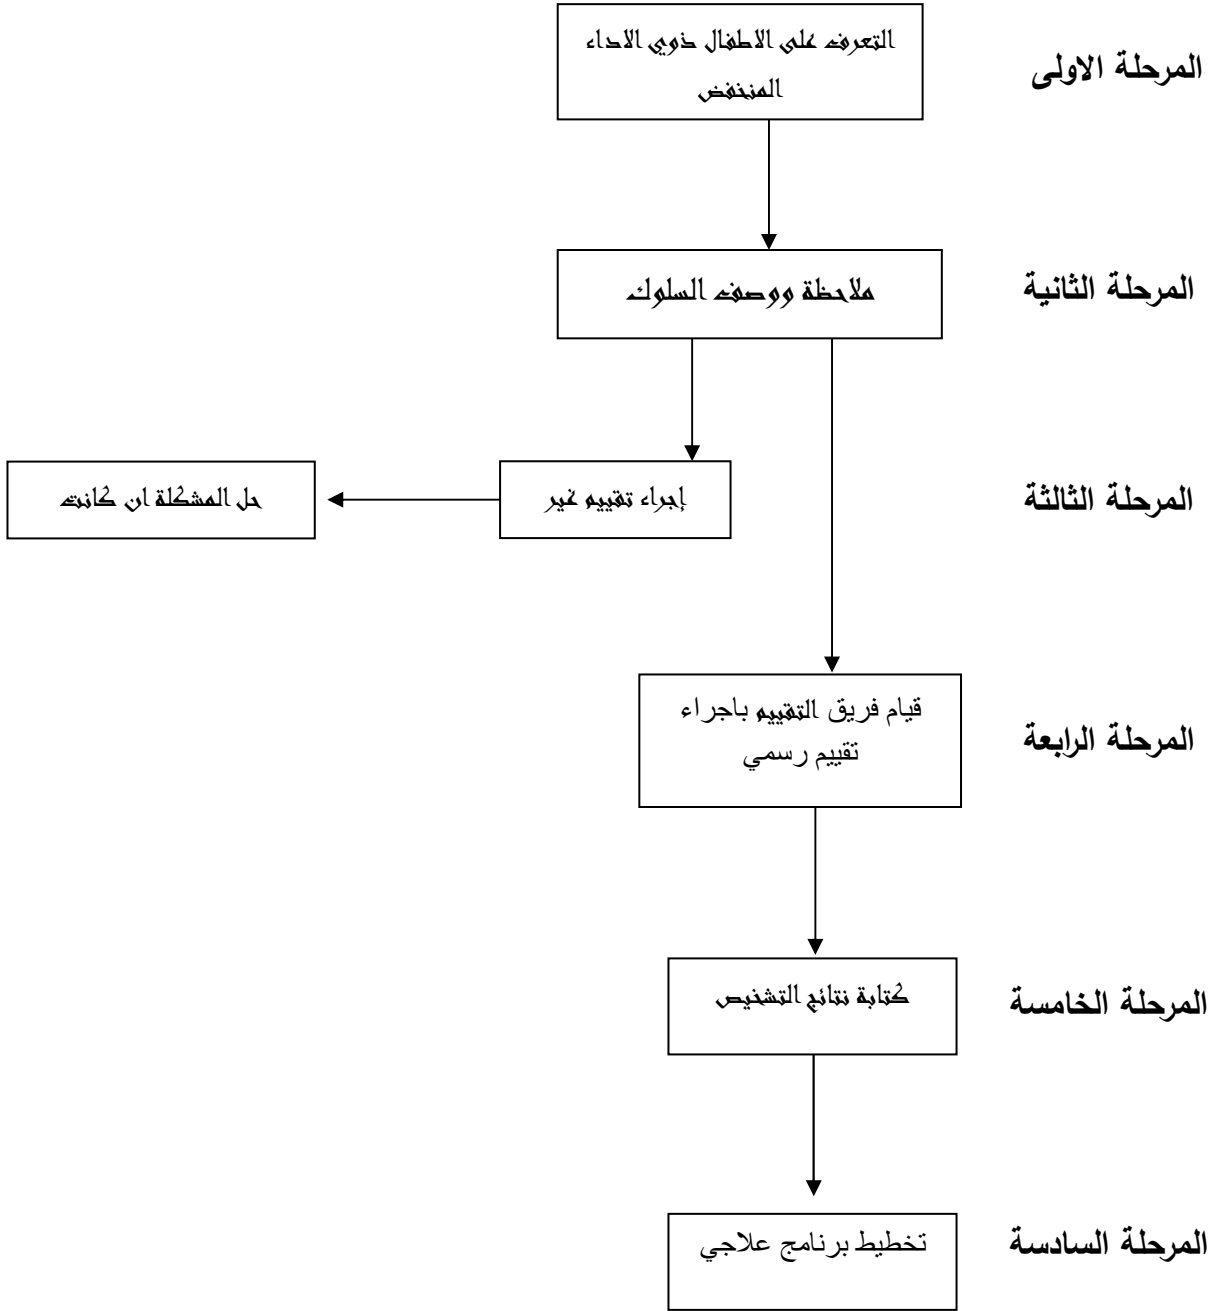 المرحلة الاولى
التعرف على الاطفال ذوي الاداء
المنخفض
المرحلة الثانية
ملاحظة ووصف السلوك
المرحلة الثالثة
إجراء تقييم غير
حل المشكلة ان كانت
المرحلة الرابعة
قيام فريق التقييم باجراء
تقييم رسمي
المرحلة الخامسة
كتابة نتائج التشخيص
المرحلة السادسة
تخطيط برنامج علاجي